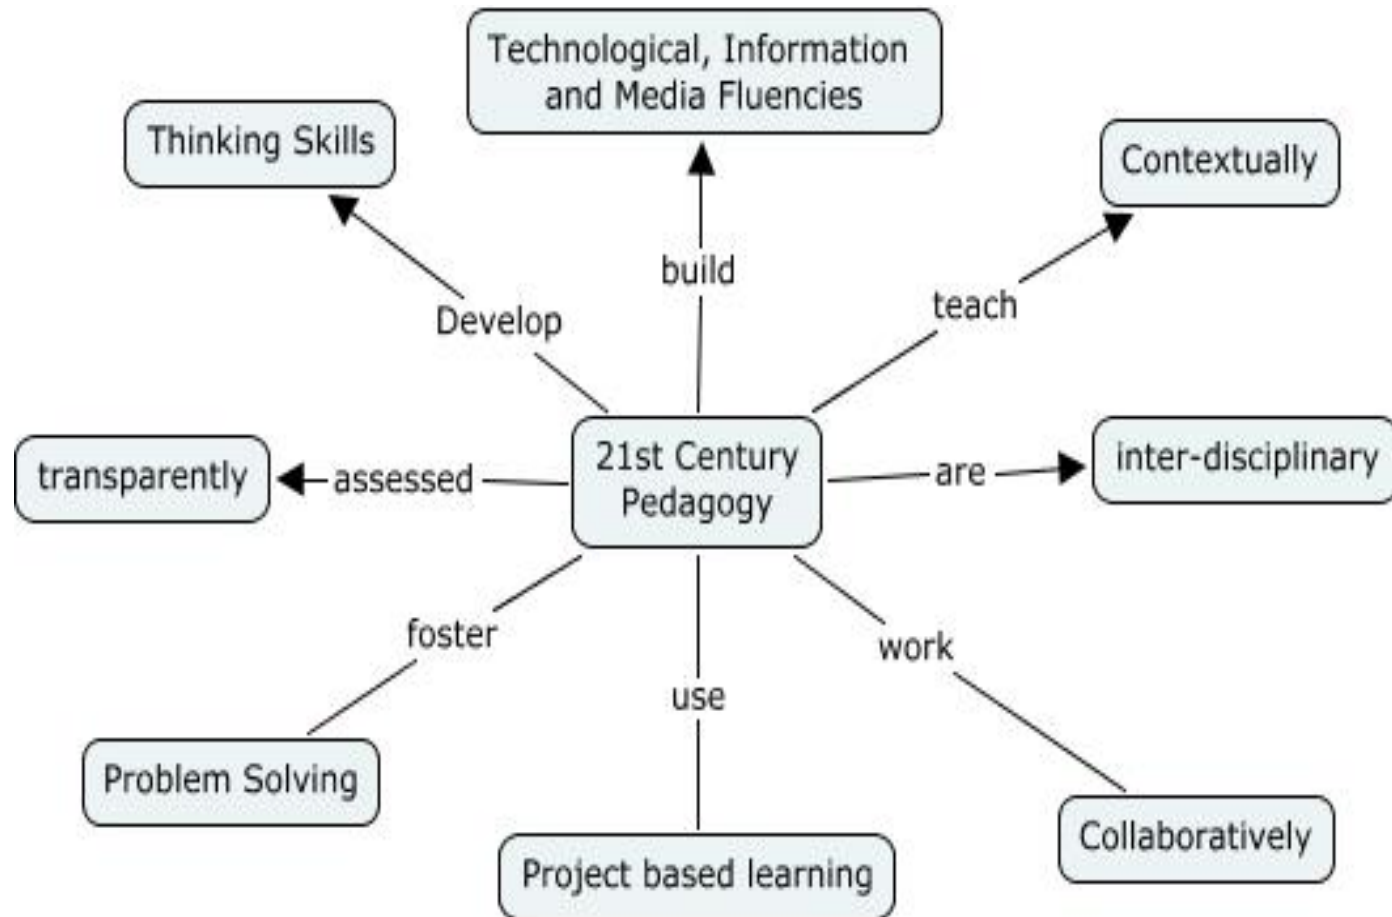 Technological, Information
and Media Fluencies
Thinking Skills
Contextually
build
teach
Develop
21st Century
Pedagogy
transparently
assessed
are
inter-disciplinary
foster
work
use
Problem Solving
Collaboratively
Project based learning